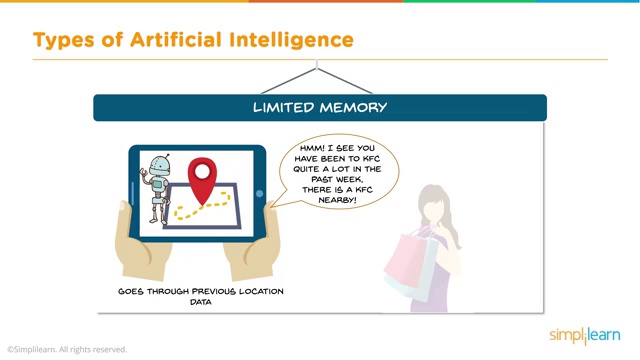 Types of Artificial Intelligence
LIMITED MEMORY
HMM! I SEE YOU
HAVE BEEN TO KFC
QUITE A LOT IN THE
PAST WEEK,
THERE IS A KFC
NEARBY!
GOES THROUGH PREVIOUS LOCATION
DATA
©Simplilearn. All rights reserved.
simplilearn